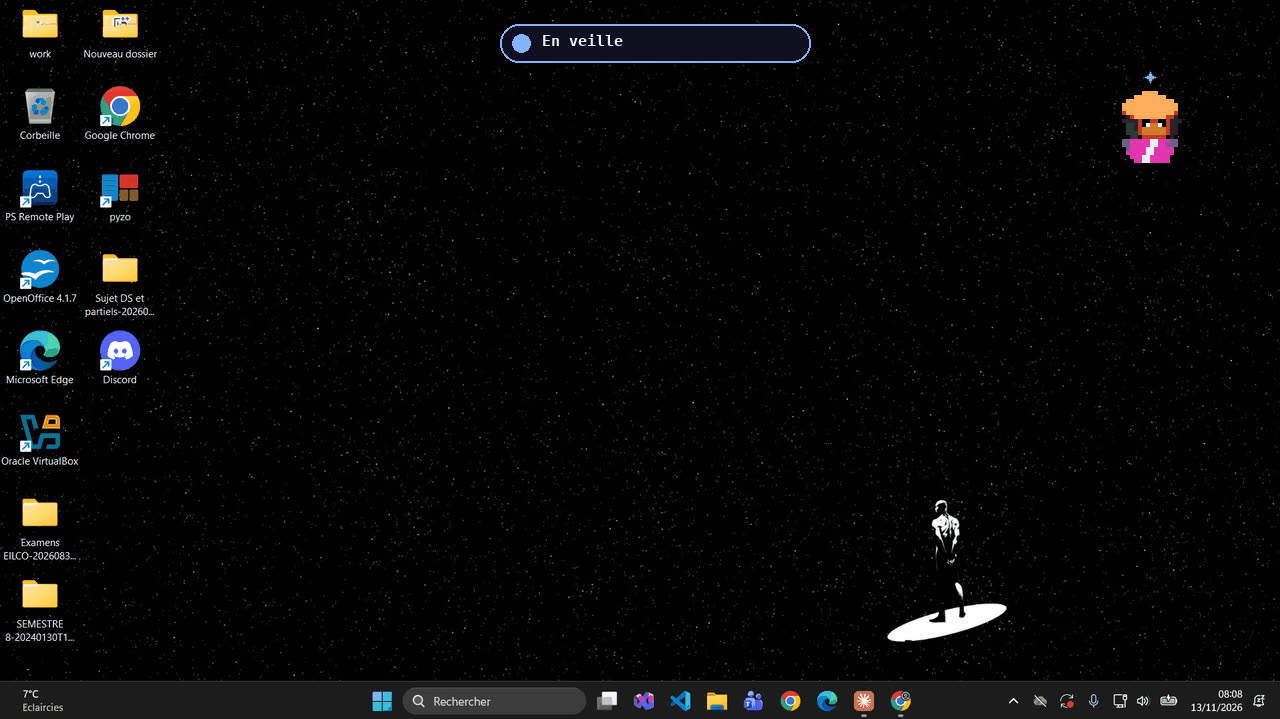 En veille
work
Nouveau dossier
Corbeille
Google Chrome
PS Remote Play
pyzo
OpenOffice 4.1.7
Sujet DS et
partiels-20260...
Microsoft Edge
Discord
Oracle VirtualBox
Examens
EILCO-2026083...
SEMESTRE
8-20240130T1...
7°C
Eclaircies
Rechercher
08:08
13/11/2026